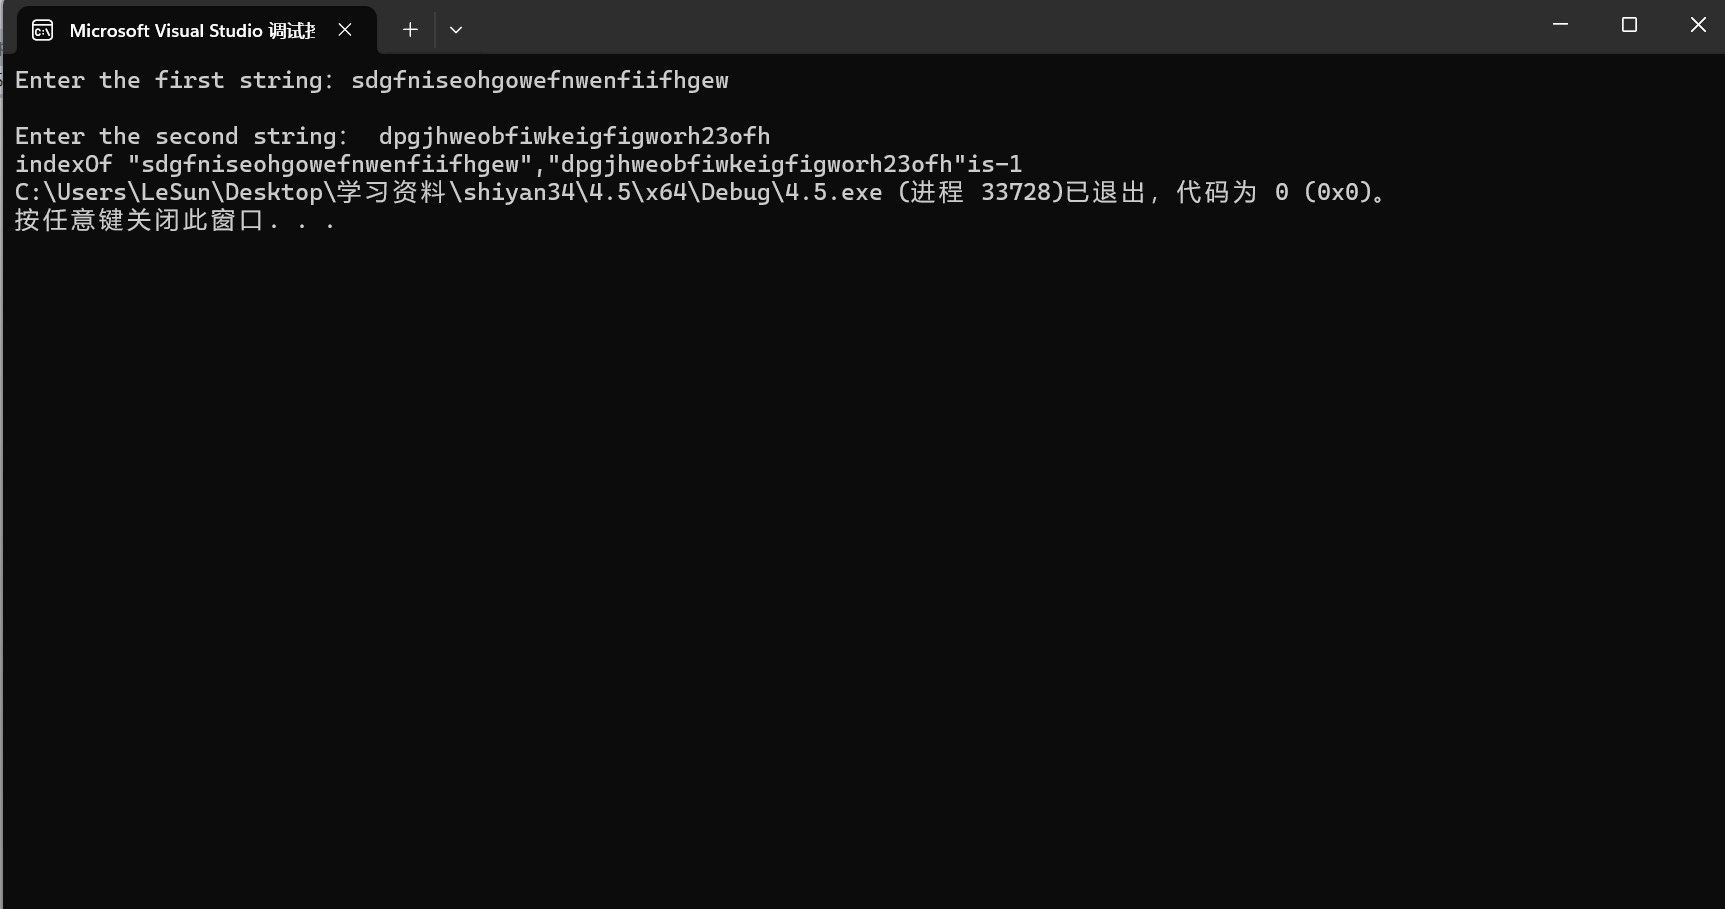 Microsoft Visual Studio 调试
Enter the first string: sdgfniseohgowefnwenfiifhgew
Enter the second string:  dpgjhweobfiwkeigfigworh23ofh
indexOf "sdgfniseohgowefnwenfiifhgew","dpgjhweobfiwkeigfigworh23ofh"is-1
C:\Users\LeSun\Desktop\学习资料\shiyan34\4.5\x64\Debug\4.5.exe (进程 33728)已退出，代码为 0 (0x0)。
按任意键关闭此窗口. . .